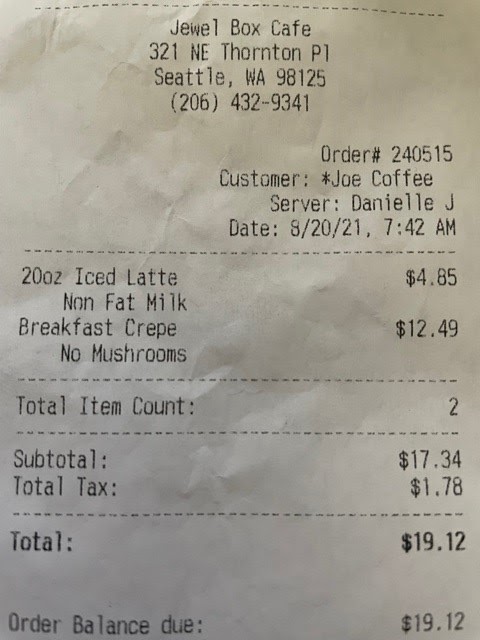 Jewel Box Cafe
321 NE Thornton Pl
Seattle, WA 98125
(206) 432-9341
Order# 240515
Customer: *Joe Coffee
Server: Danielle J
Date: 8/20/21, 7:42 AM
20oz Iced Latte $4.85
Non Fat Milk
Breakfast Crepe $12.49
No Mushrooms
Total Item Count: 2
Subtotal: $17.34
Total Tax: $1.78
Total: $19.12
Order Balance due: $19.12